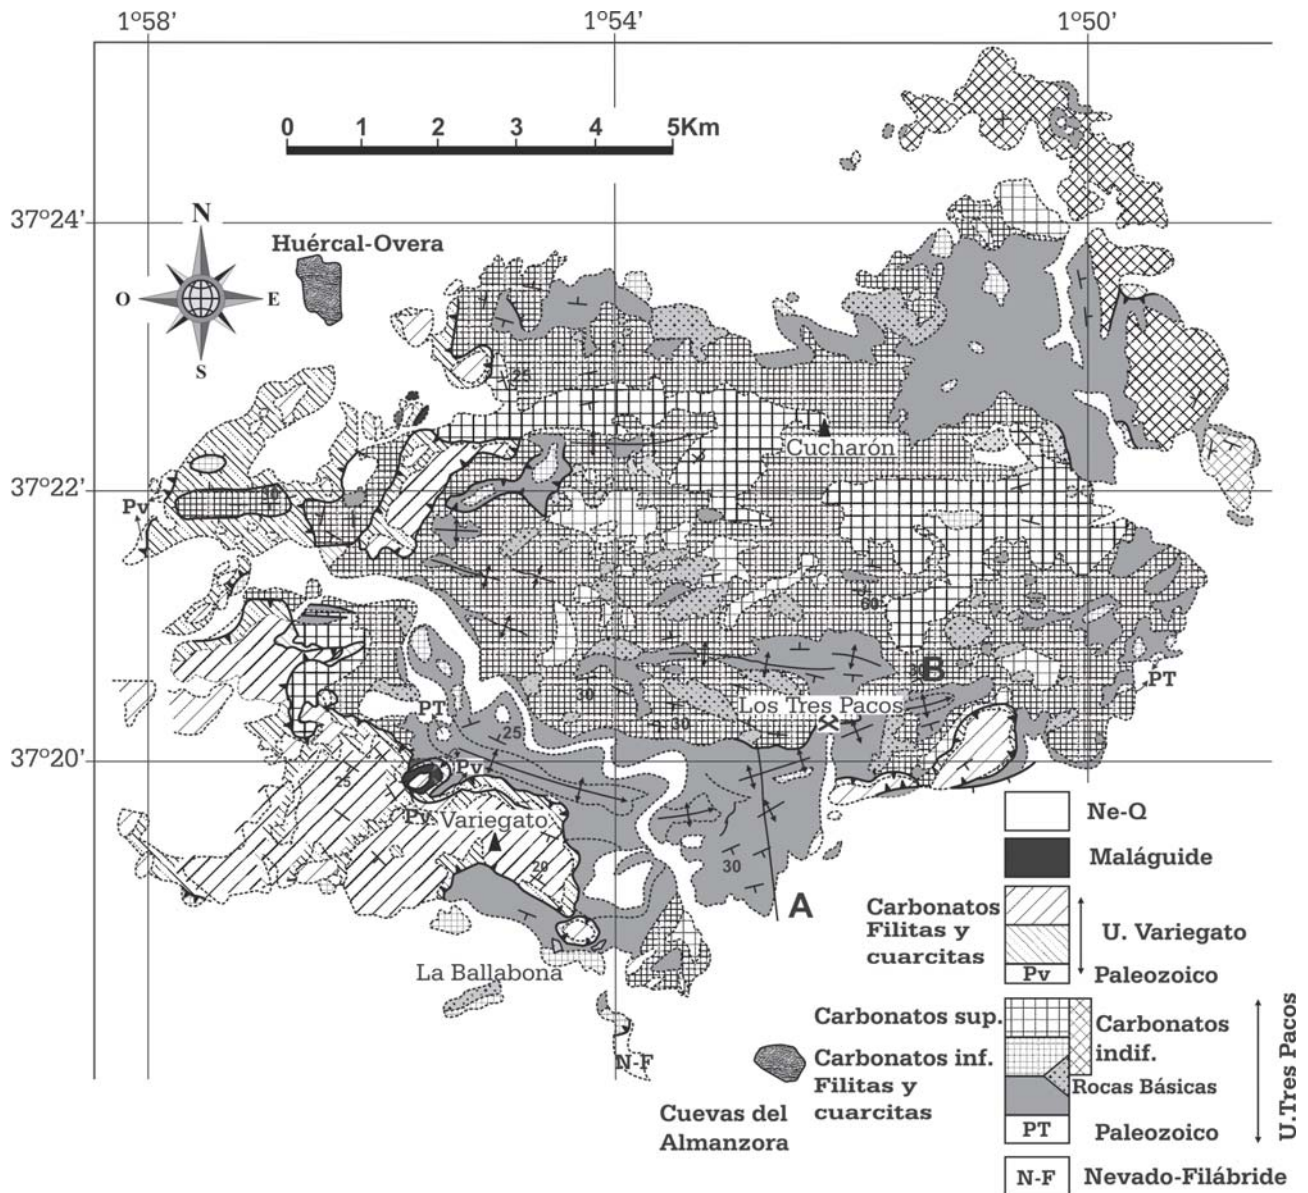 1°58'
1°54'
1°50'
0
1
2
3
4
5Km
37°24'
N
Huércal-Overa
O
E
S
25
37°22'
Cucharón
30
Pv
60
B
PT
30
30
Los Tres Pacos
PT
25
37°20'
Pv
25
Pv
Variegato
20
30
A
La Ballabona
N-F
Ne-Q
Maláguide
Carbonatos
Filitas y
cuarcitas
U. Variegato
Pv
Paleozoico
Carbonatos sup.
Carbonatos
indif.
Carbonatos inf.
Filitas y
cuarcitas
Rocas Básicas
U.Tres Pacos
Cuevas del
Almanzora
PT
Paleozoico
N-F
Nevado-Filábride